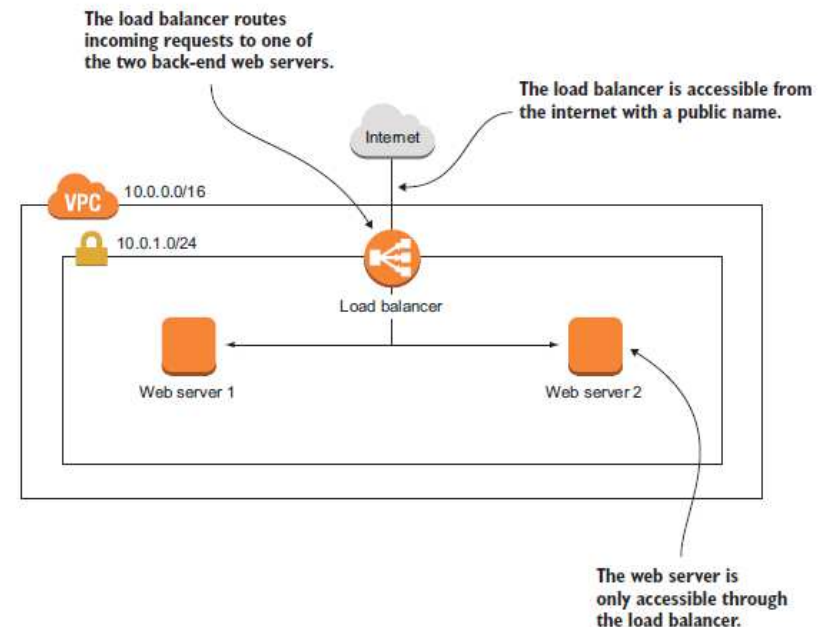 The load balancer routes
incoming requests to one of
the two back-end web servers.
The load balancer is accessible from
the internet with a public name.
Internet
VPC
10.0.0.0/16
10.0.1.0/24
Load balancer
Web server 1
Web server 2
The web server is
only accessible through
the load balancer.